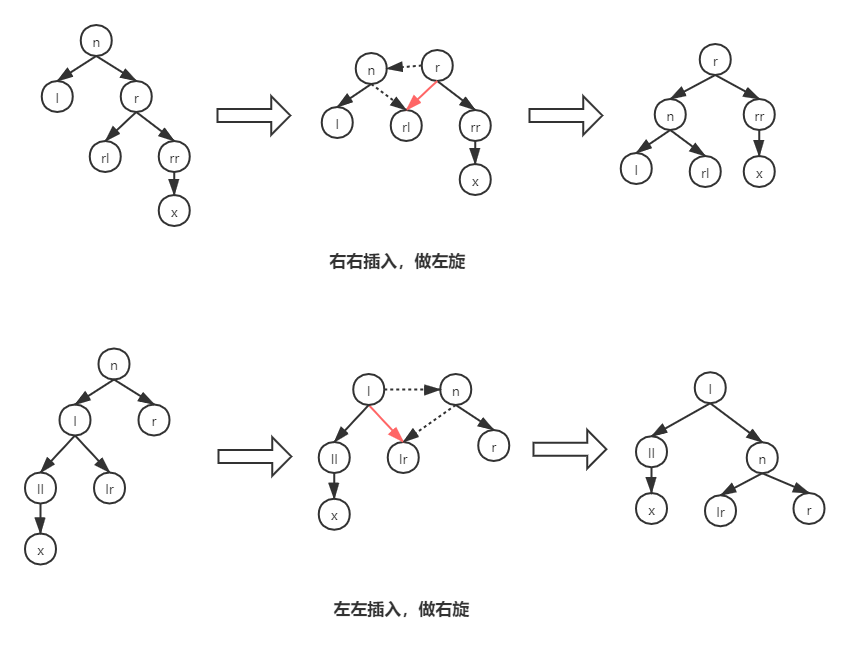 n
n r r
l r
l rl rr n rr
rl rr
x l rl x
x
右右插入，做左旋
n
l n l
l r
ll lr r ll n
ll lr
x x lr r
x
左左插入，做右旋